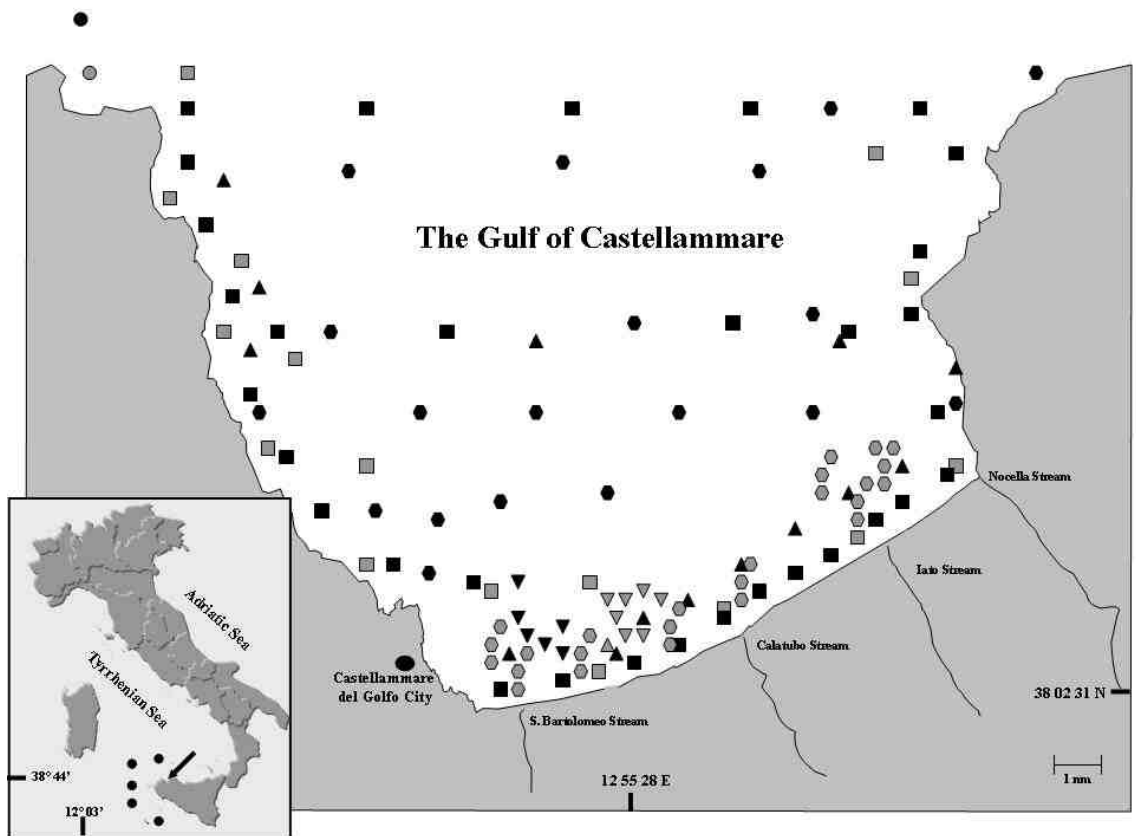 The Gulf of Castellammare
Nocella Stream
Iato Stream
Calatubo Stream
S. Bartolomeo Stream
Castellammare
del Golfo City
38 02 31 N
12 55 28 E
1 nm
Adriatic Sea
Tyrrhenian Sea
38° 44'
12° 03'